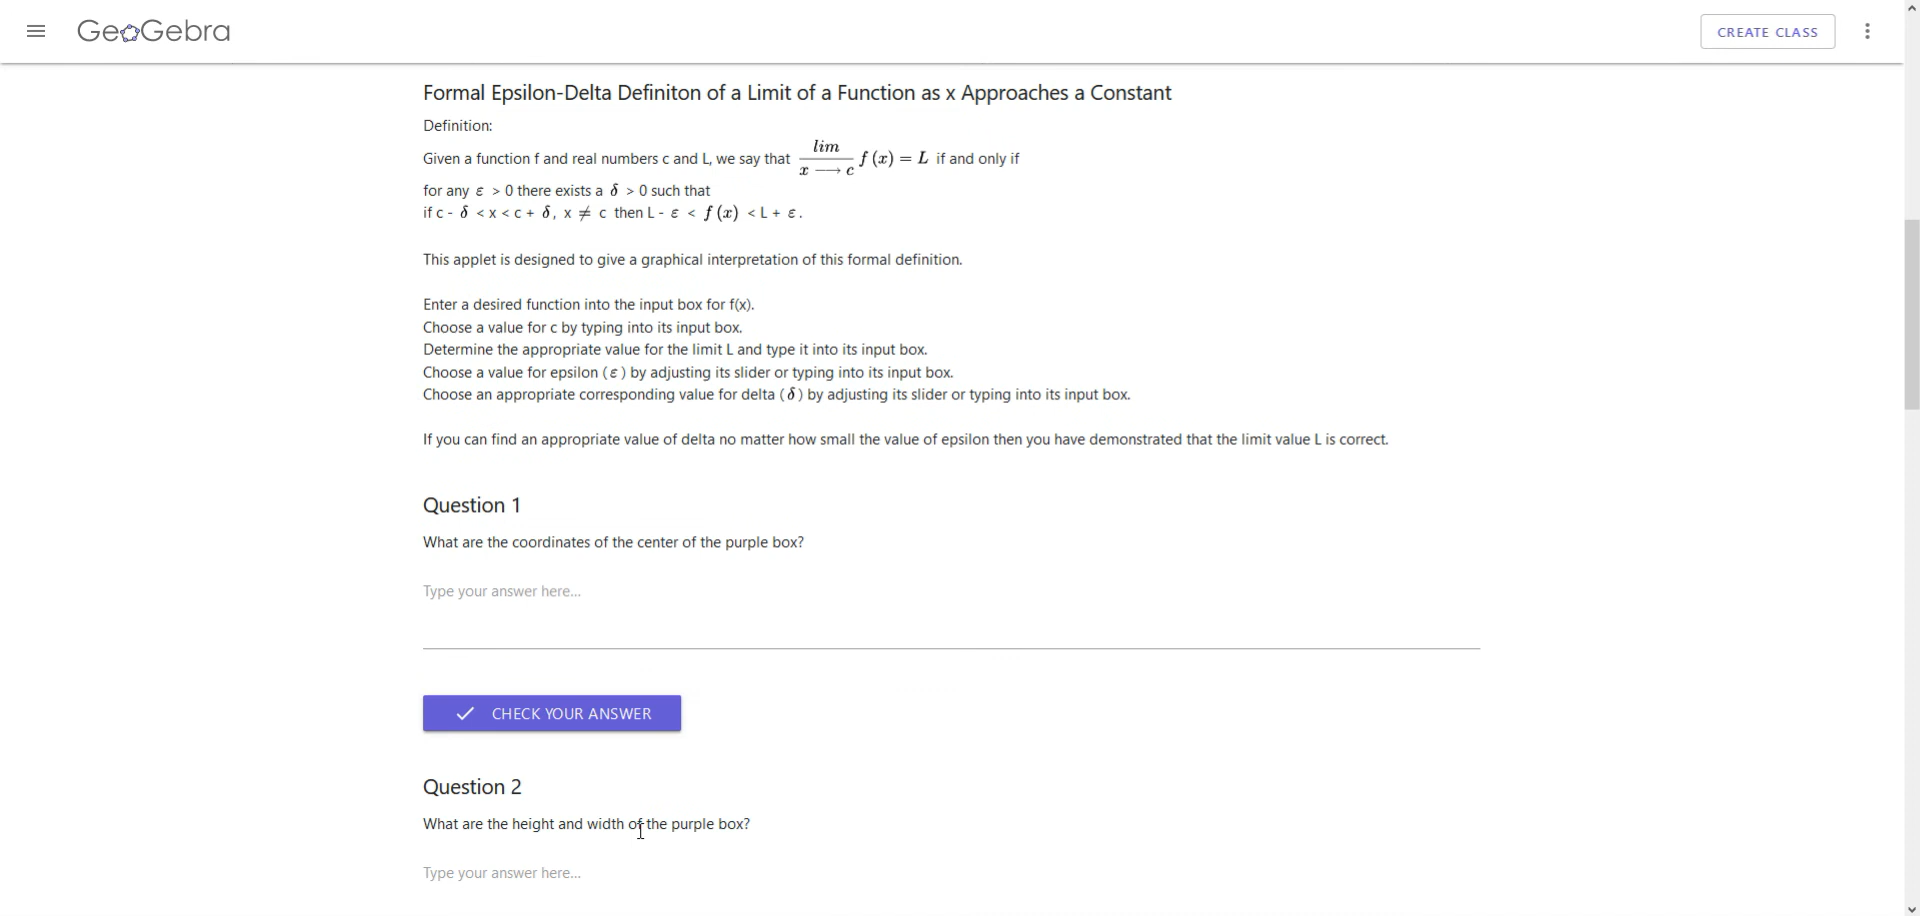 GeoGebra
CREATE CLASS
Formal Epsilon-Delta Definiton of a Limit of a Function as x Approaches a Constant
Definition:
Given a function f and real numbers c and L, we say that lim x ⟶ c f (x) = L if and only if
for any ε > 0 there exists a δ > 0 such that
if c - δ < x < c + δ, x ≠ c then L - ε < f (x) < L + ε.
This applet is designed to give a graphical interpretation of this formal definition.
Enter a desired function into the input box for f(x).
Choose a value for c by typing into its input box.
Determine the appropriate value for the limit L and type it into its input box.
Choose a value for epsilon (ε) by adjusting its slider or typing into its input box.
Choose an appropriate corresponding value for delta (δ) by adjusting its slider or typing into its input box.
If you can find an appropriate value of delta no matter how small the value of epsilon then you have demonstrated that the limit value L is correct.
Question 1
What are the coordinates of the center of the purple box?
Type your answer here...
CHECK YOUR ANSWER
Question 2
What are the height and width of the purple box?
Type your answer here...